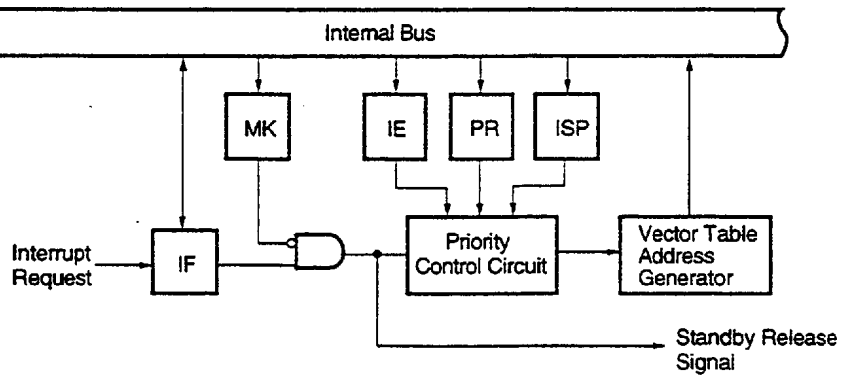 Internal Bus
MK
IE
PR
ISP
Interrupt
Request
IF
Priority
Control Circuit
Vector Table
Address
Generator
Standby Release
Signal